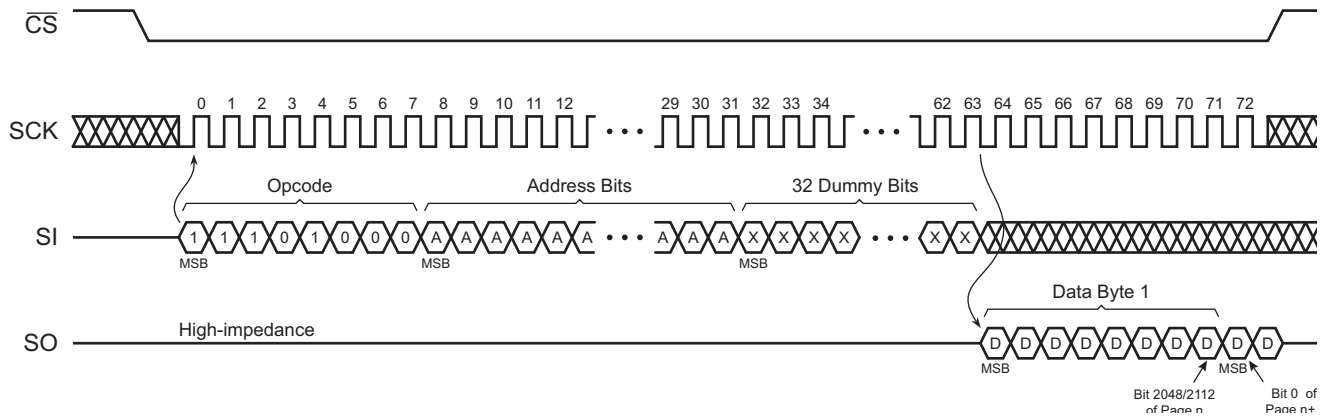 CS
0 1 2 3 4 5 6 7 8 9 10 11 12 29 30 31 32 33 34 62 63 64 65 66 67 68 69 70 71 72
SCK
Opcode Address Bits 32 Dummy Bits
SI 1 1 1 0 1 0 0 0 A A A A A A A A A X X X X X X
MSB MSB MSB
Data Byte 1
High-impedance
SO D D D D D D D D D D
MSB MSB
Bit 2048/2112 Bit 0 of
of Page n Page n+